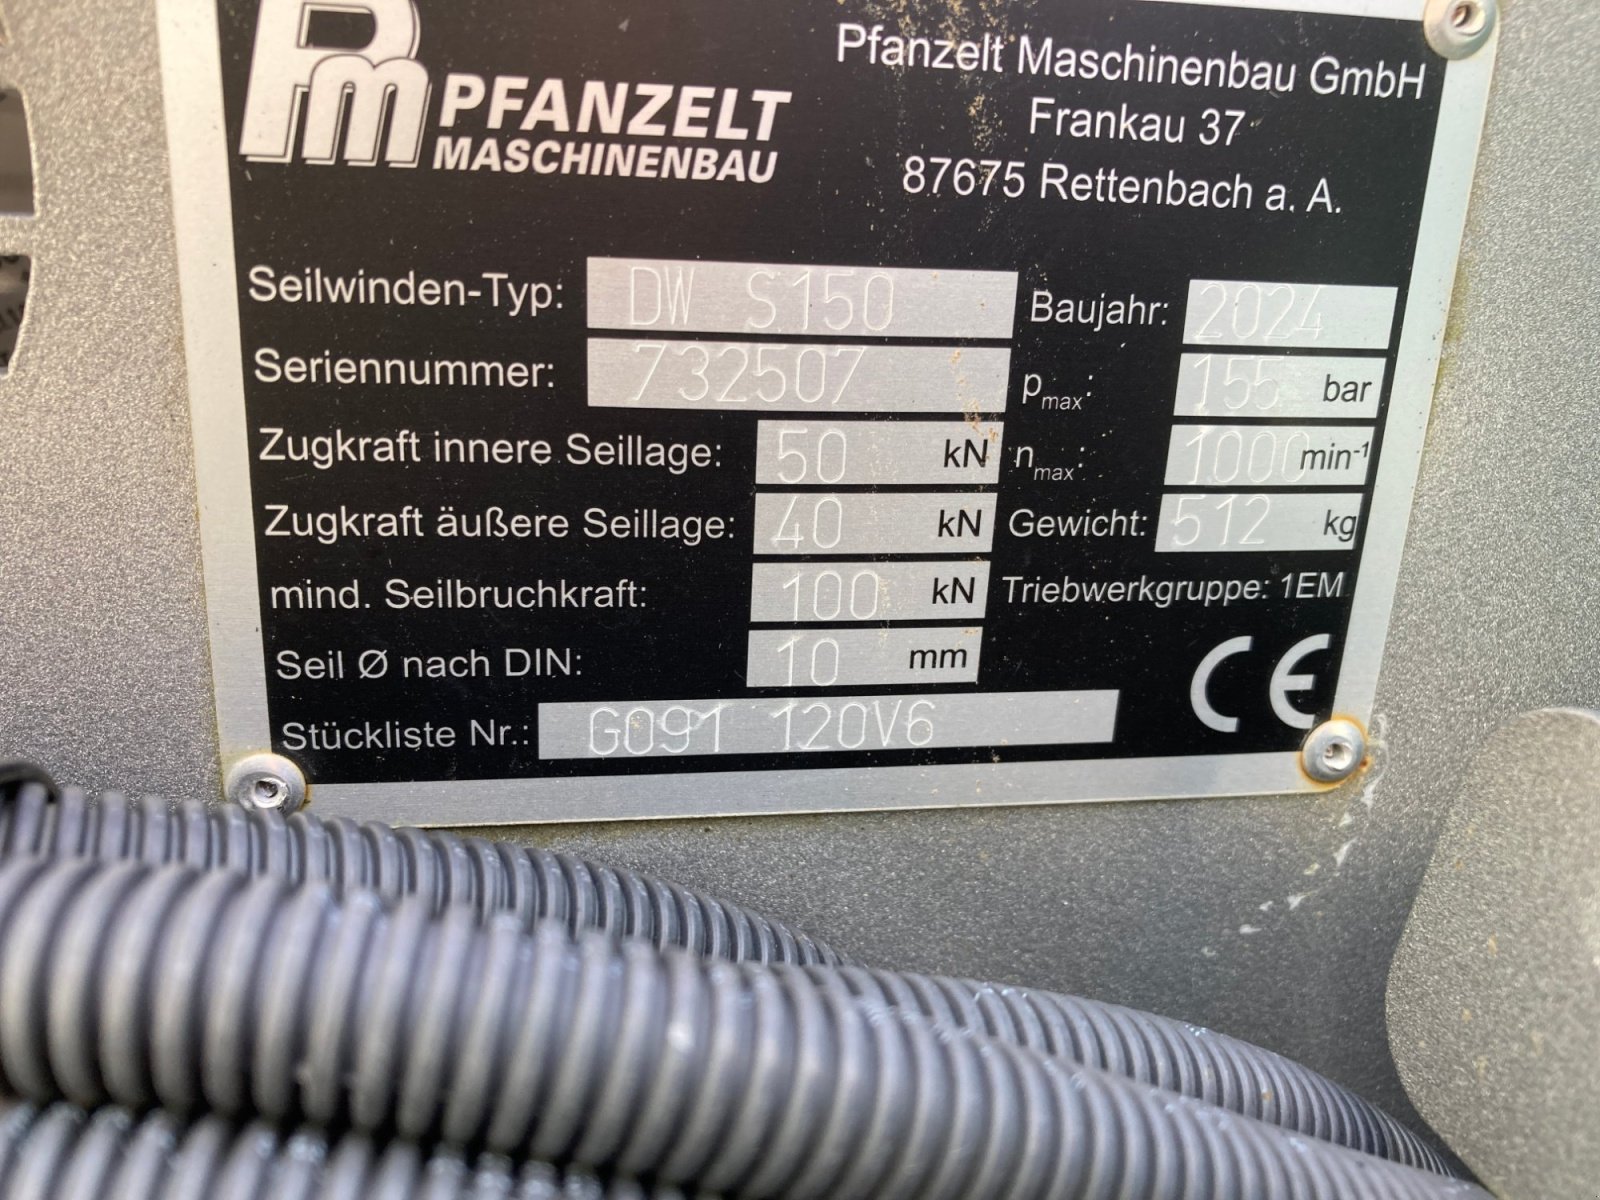 Pm PFANZELT
MASCHINENBAU
Pfanzelt Maschinenbau GmbH
Frankau 37
87675 Rettenbach a. A.
Seilwinden-Typ: DW S150
Baujahr: 2024
Seriennummer: 732507
pmax: 155 bar
Zugkraft innere Seillage: 50 kN
nmax: 1000 min-1
Zugkraft äußere Seillage: 40 kN
Gewicht: 512 kg
mind. Seilbruchkraft: 100 kN
Triebwerkgruppe: 1EM
Seil Ø nach DIN: 10 mm
CE
Stückliste Nr.: G091 120V6